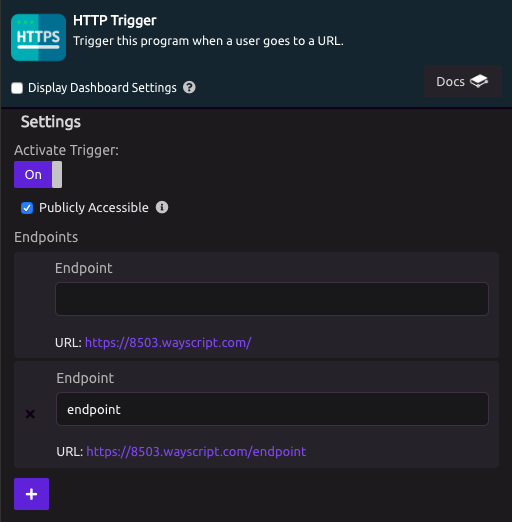 HTTP Trigger
Trigger this program when a user goes to a URL.
HTTPS
Display Dashboard Settings ?
Docs
Settings
Activate Trigger:
On
Publicly Accessible i
Endpoints
Endpoint
URL: https://8503.wayscript.com/
Endpoint
× endpoint
URL: https://8503.wayscript.com/endpoint
+